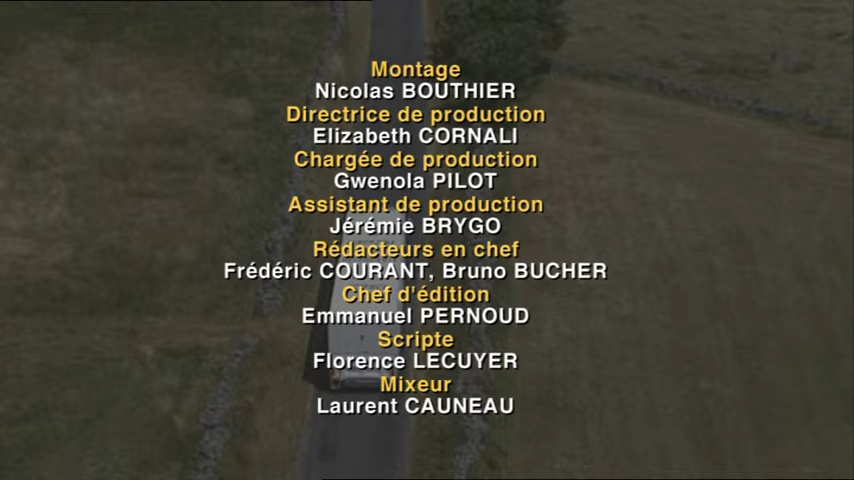 Montage
Nicolas BOUTHIER
Directrice de production
Elizabeth CORNALI
Chargée de production
Gwenola PILOT
Assistant de production
Jérémie BRYGO
Rédacteurs en chef
Frédéric COURANT, Bruno BUCHER
Chef d'édition
Emmanuel PERNOUD
Scripte
Florence LECUYER
Mixeur
Laurent CAUNEAU